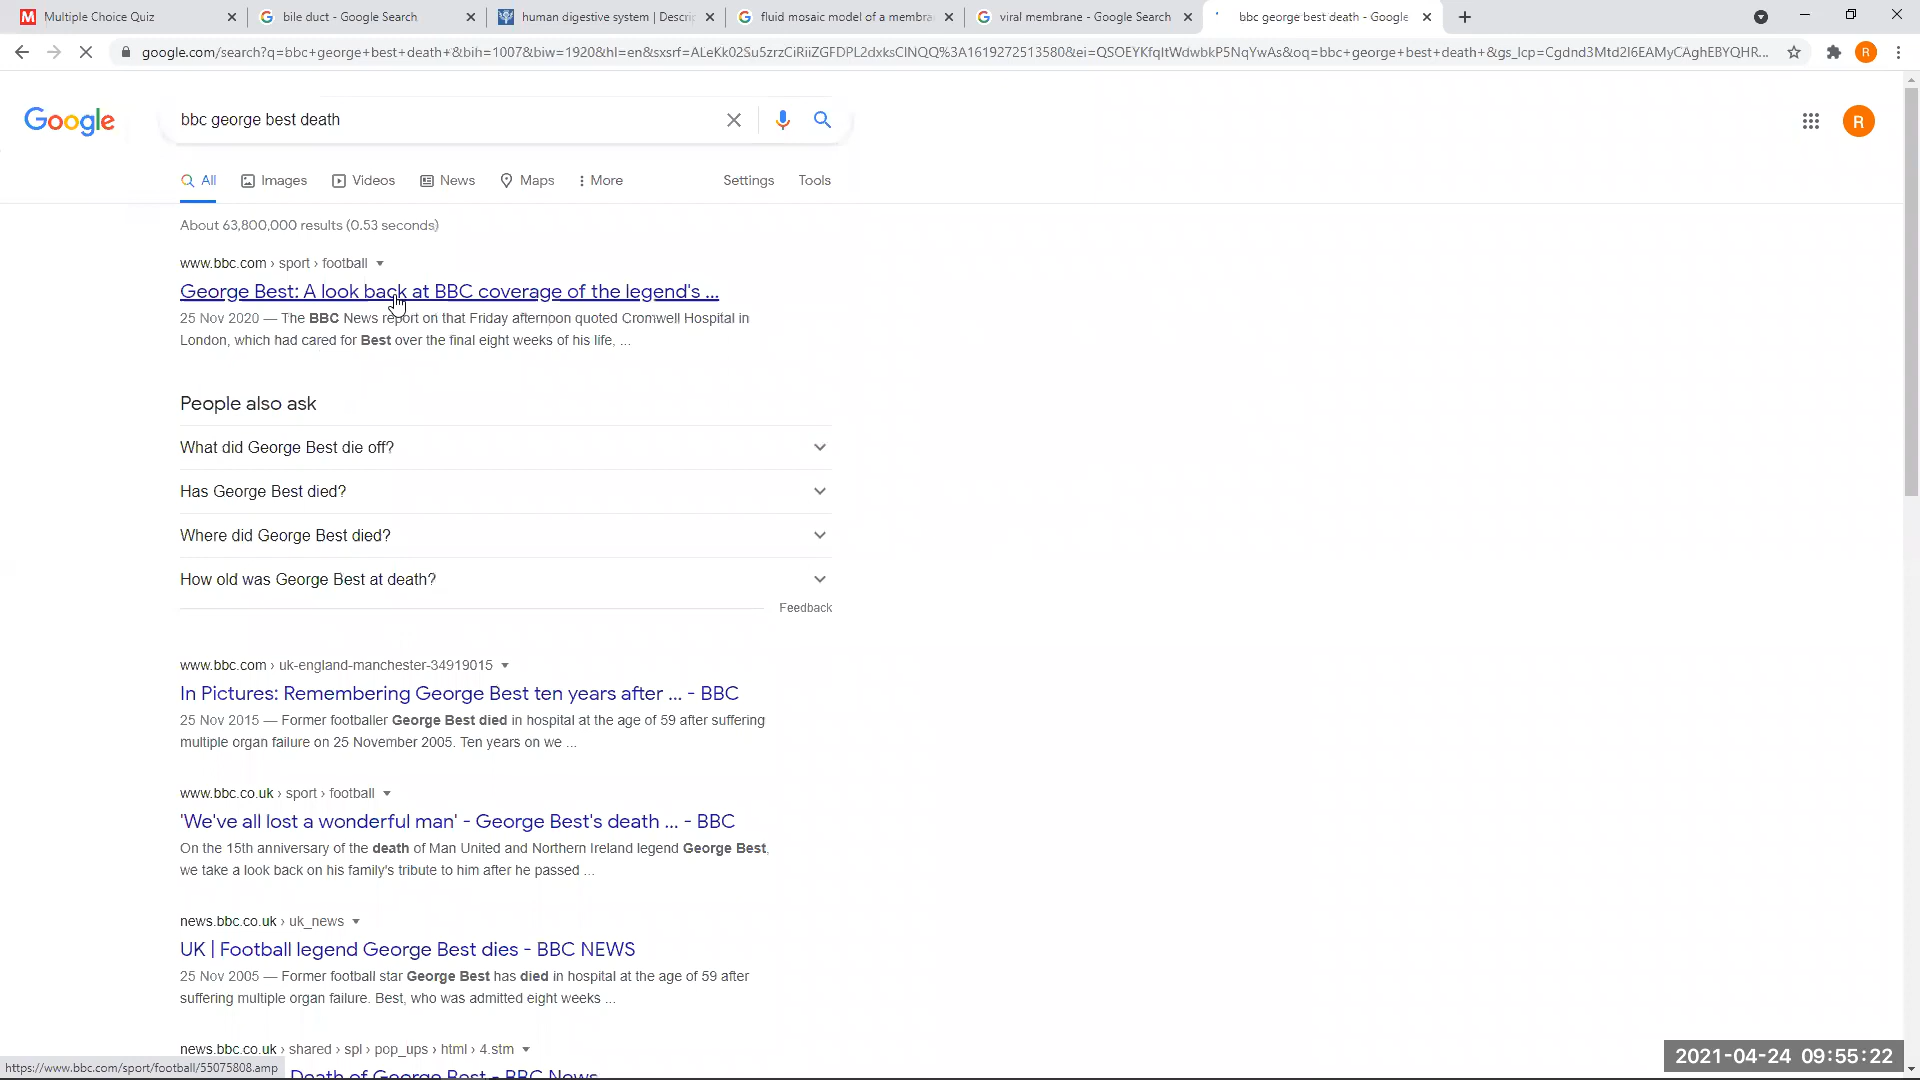 Multiple Choice Quiz
bile duct - Google Search
human digestive system | Descri
fluid mosaic model of a membra
viral membrane - Google Search
bbc george best death - Google
google.com/search?q=bbc+george+best+death+&bih=1007&biw=1920&hl=en&sxsrf=ALeKk02Su5zrzCiRiiZGFDPL2dxksClNQQ%3A1619272513580&ei=QSOEYKfqItWdwbkP5NqYwAs&oq=bbc+george+best+death+&gs_lcp=Cgdnd3Mtd2l6EAMyCAghEBYQHR...
R
Google
bbc george best death
R
All
Images
Videos
News
Maps
More
Settings
Tools
About 63,800,000 results (0.53 seconds)
www.bbc.com › sport › football
George Best: A look back at BBC coverage of the legend's ...
25 Nov 2020 — The BBC News report on that Friday afternoon quoted Cromwell Hospital in
London, which had cared for Best over the final eight weeks of his life, ...
People also ask
What did George Best die off?
Has George Best died?
Where did George Best died?
How old was George Best at death?
Feedback
www.bbc.com › uk-england-manchester-34919015
In Pictures: Remembering George Best ten years after ... - BBC
25 Nov 2015 — Former footballer George Best died in hospital at the age of 59 after suffering
multiple organ failure on 25 November 2005. Ten years on we ...
www.bbc.co.uk › sport › football
'We've all lost a wonderful man' - George Best's death ... - BBC
On the 15th anniversary of the death of Man United and Northern Ireland legend George Best,
we take a look back on his family's tribute to him after he passed ...
news.bbc.co.uk › uk_news
UK | Football legend George Best dies - BBC NEWS
25 Nov 2005 — Former football star George Best has died in hospital at the age of 59 after
suffering multiple organ failure. Best, who was admitted eight weeks ...
news.bbc.co.uk › shared › spl › pop_ups › html › 4.stm
Death of George Best - BBC News
https://www.bbc.com/sport/football/55075808.amp
2021-04-24 09:55:22